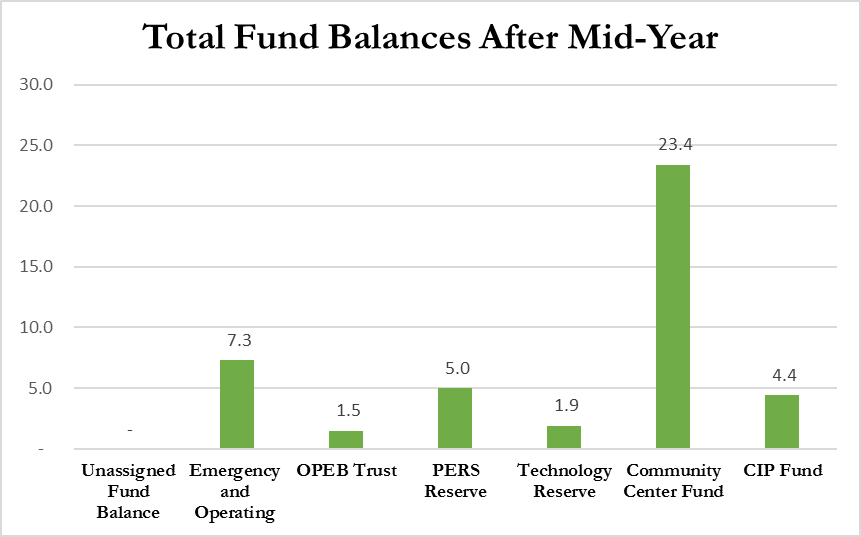 Total Fund Balances After Mid-Year
30.0
25.0
20.0
15.0
10.0
5.0
-
-
7.3
1.5
5.0
1.9
23.4
4.4
Unassigned
Fund
Balance
Emergency
and
Operating
OPEB Trust
PERS
Reserve
Technology
Reserve
Community
Center Fund
CIP Fund